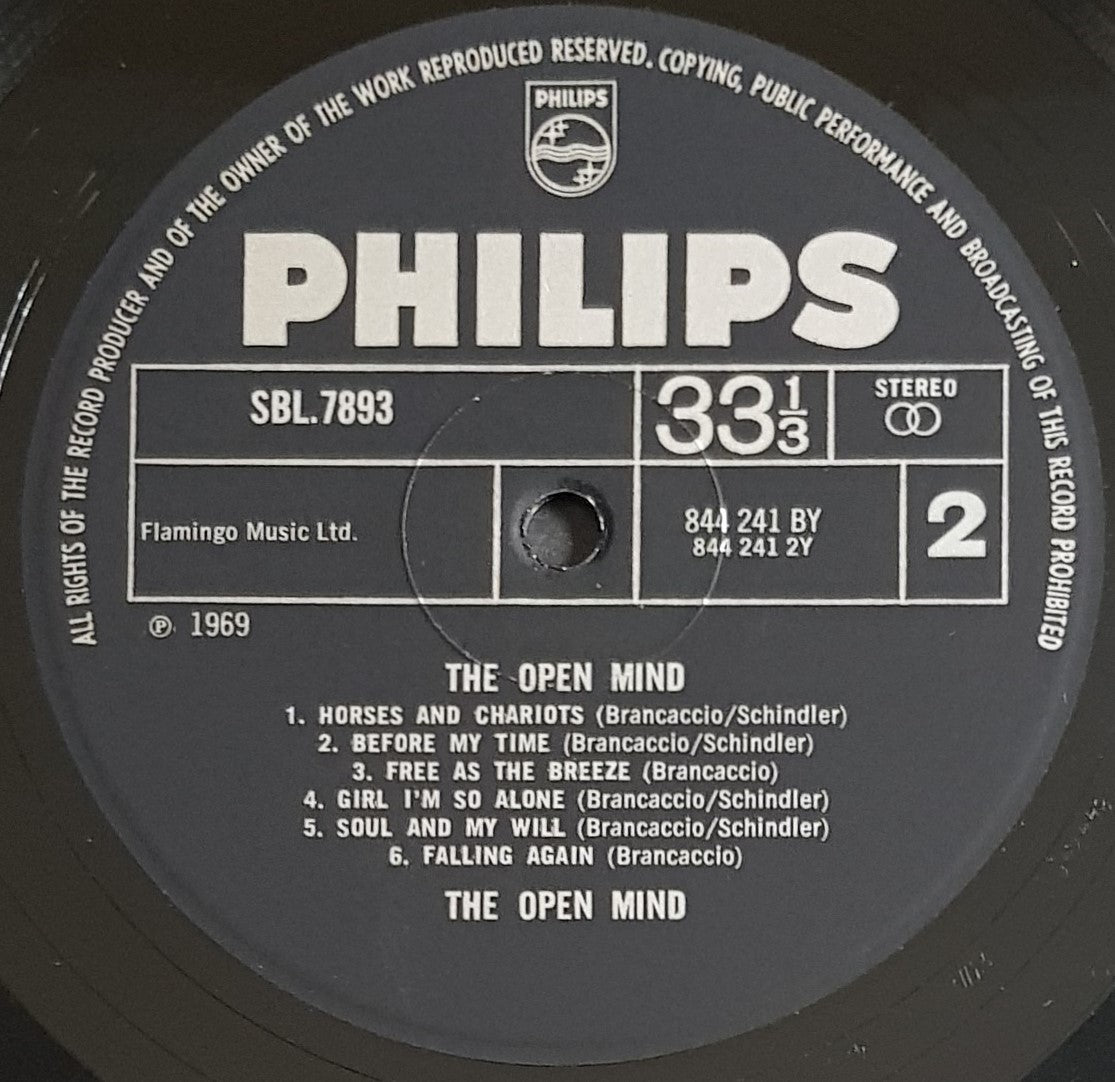 ALL RIGHTS OF THE RECORD PRODUCER AND OF THE OWNER OF THE WORK REPRODUCED RESERVED. COPYING, PUBLIC PERFORMANCE AND BROADCASTING OF THIS RECORD PROHIBITED
PHILIPS
PHILIPS
SBL.7893
33⅓
STEREO
Flamingo Music Ltd.
844 241 BY
844 241 2Y
2
℗ 1969
THE OPEN MIND
1. HORSES AND CHARIOTS (Brancaccio/Schindler)
2. BEFORE MY TIME (Brancaccio/Schindler)
3. FREE AS THE BREEZE (Brancaccio)
4. GIRL I'M SO ALONE (Brancaccio/Schindler)
5. SOUL AND MY WILL (Brancaccio/Schindler)
6. FALLING AGAIN (Brancaccio)
THE OPEN MIND